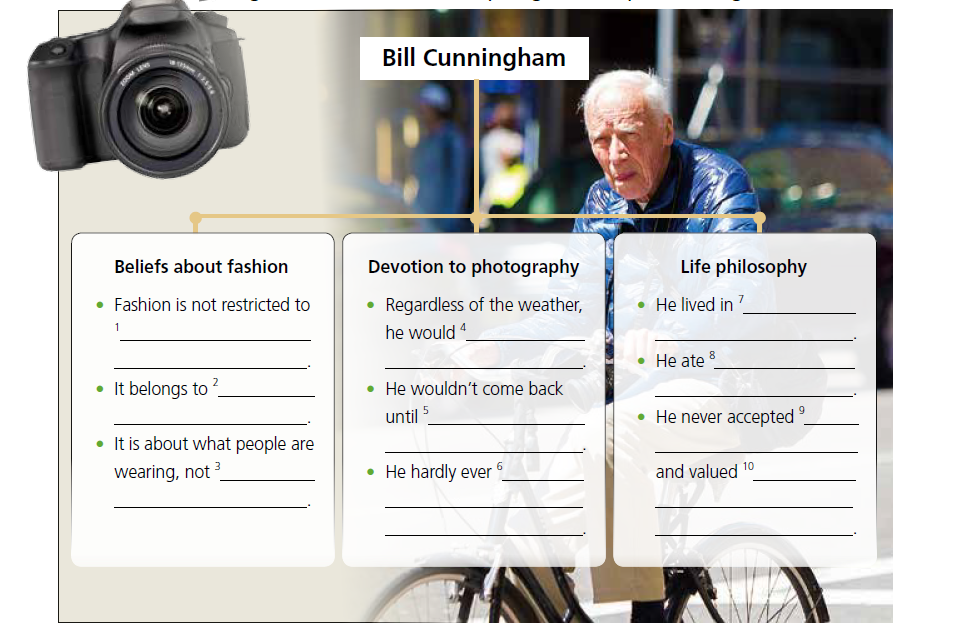 Bill Cunningham
Beliefs about fashion
• Fashion is not restricted to
1
.
• It belongs to 2
.
• It is about what people are
wearing, not 3
.
Devotion to photography
• Regardless of the weather,
he would 4
.
• He wouldn't come back
until 5
.
• He hardly ever 6
.
Life philosophy
• He lived in 7
.
• He ate 8
.
• He never accepted 9
and valued 10
.
ZOOM LENS